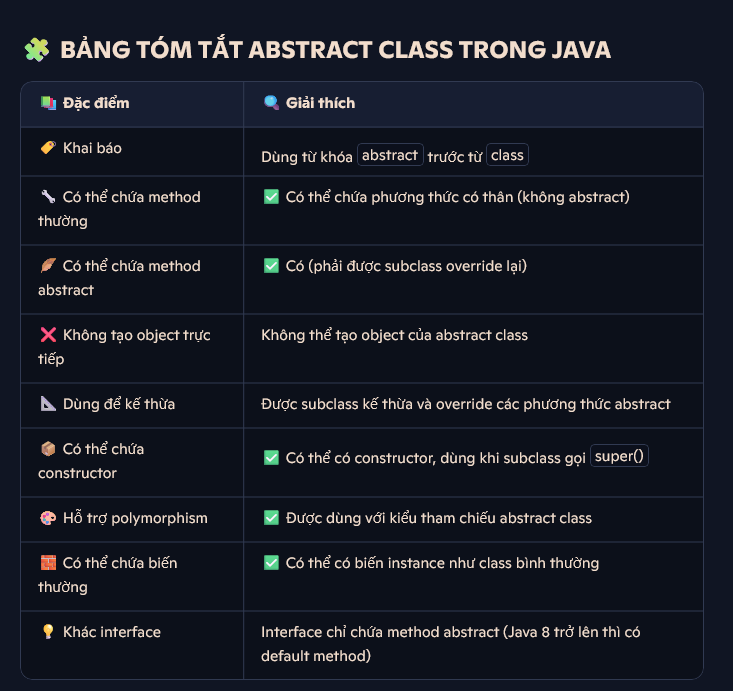 BẢNG TÓM TẮT ABSTRACT CLASS TRONG JAVA
Đặc điểm
Giải thích
Khai báo
Dùng từ khóa abstract trước từ class
Có thể chứa method
thường
Có thể chứa phương thức có thân (không abstract)
Có thể chứa method
abstract
Có (phải được subclass override lại)
Không tạo object trực
tiếp
Không thể tạo object của abstract class
Dùng để kế thừa
Được subclass kế thừa và override các phương thức abstract
Có thể chứa
constructor
Có thể có constructor, dùng khi subclass gọi super()
Hỗ trợ polymorphism
Được dùng với kiểu tham chiếu abstract class
Có thể chứa biến
thường
Có thể có biến instance như class bình thường
Khác interface
Interface chỉ chứa method abstract (Java 8 trở lên thì có
default method)